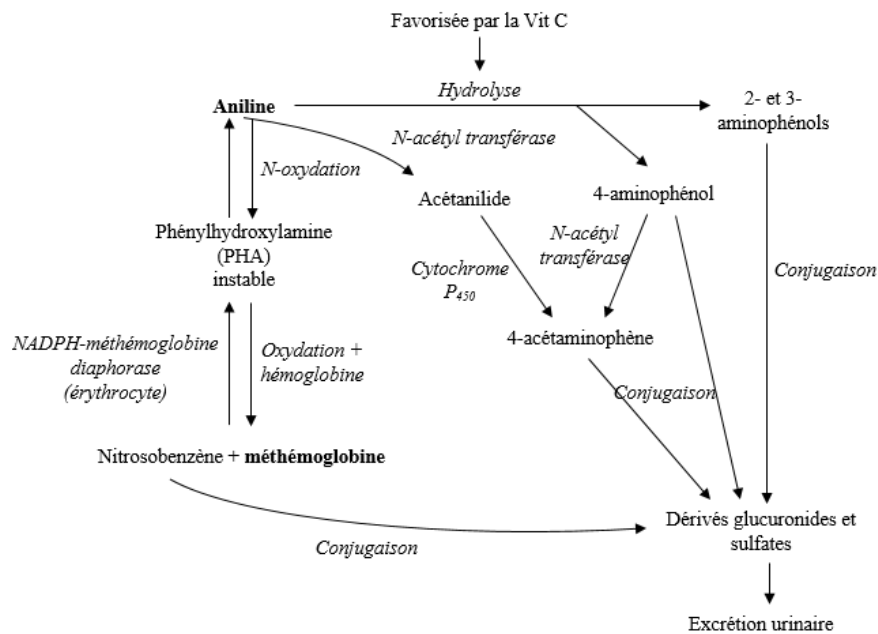 Favorisée par la Vit C
Hydrolyse
Aniline
2- et 3-
aminophénols
N-acétyl transférase
N-oxydation
Acétanilide
4-aminophénol
Phénylhydroxylamine
(PHA)
instable
N-acétyl
transférase
Cytochrome
P450
Conjugaison
4-acétaminophène
NADPH-méthémoglobine
diaphorase
(érythrocyte)
Oxydation +
hémoglobine
Conjugaison
Nitrosobenzène + méthémoglobine
Dérivés glucuronides et
sulfates
Conjugaison
Excrétion urinaire